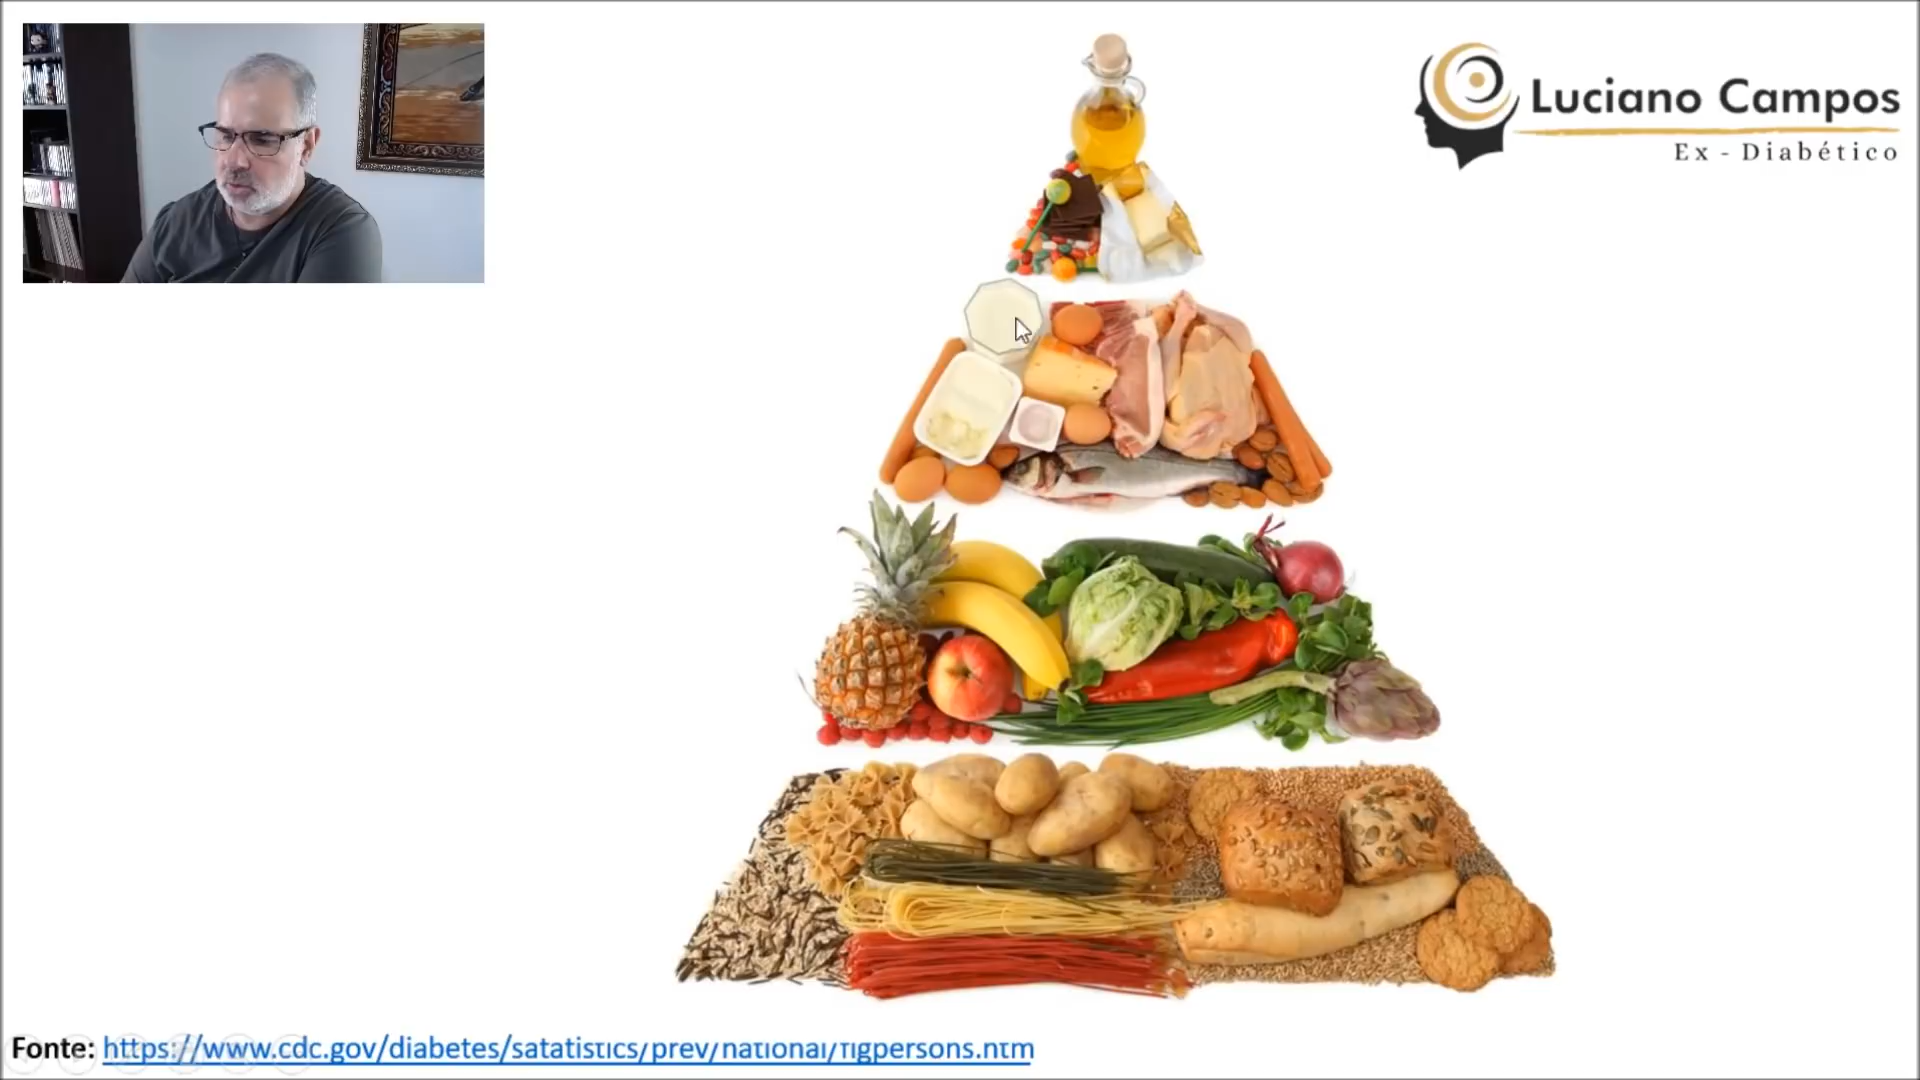 Luciano Campos
Ex - Diabético
Fonte: https://www.cdc.gov/diabetes/satatistics/prev/national/figpersons.htm